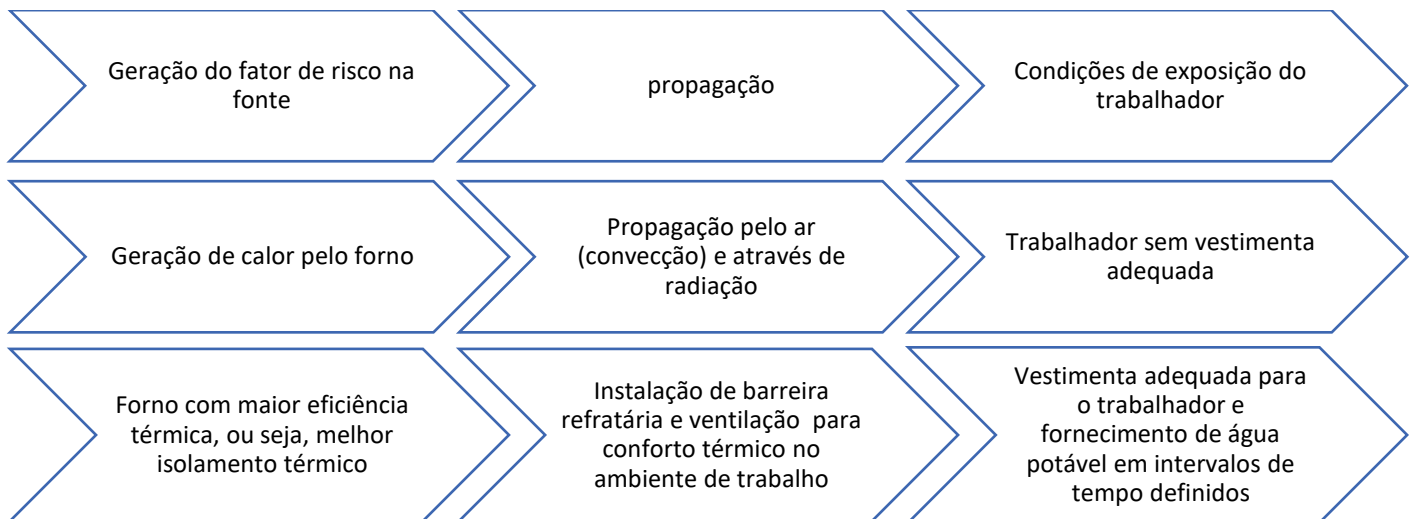 Geração do fator de risco na
fonte
propagação
Condições de exposição do
trabalhador
Geração de calor pelo forno
Propagação pelo ar
(convecção) e através de
radiação
Trabalhador sem vestimenta
adequada
Forno com maior eficiência
térmica, ou seja, melhor
isolamento térmico
Instalação de barreira
refratária e ventilação para
conforto térmico no
ambiente de trabalho
Vestimenta adequada para
o trabalhador e
fornecimento de água
potável em intervalos de
tempo definidos